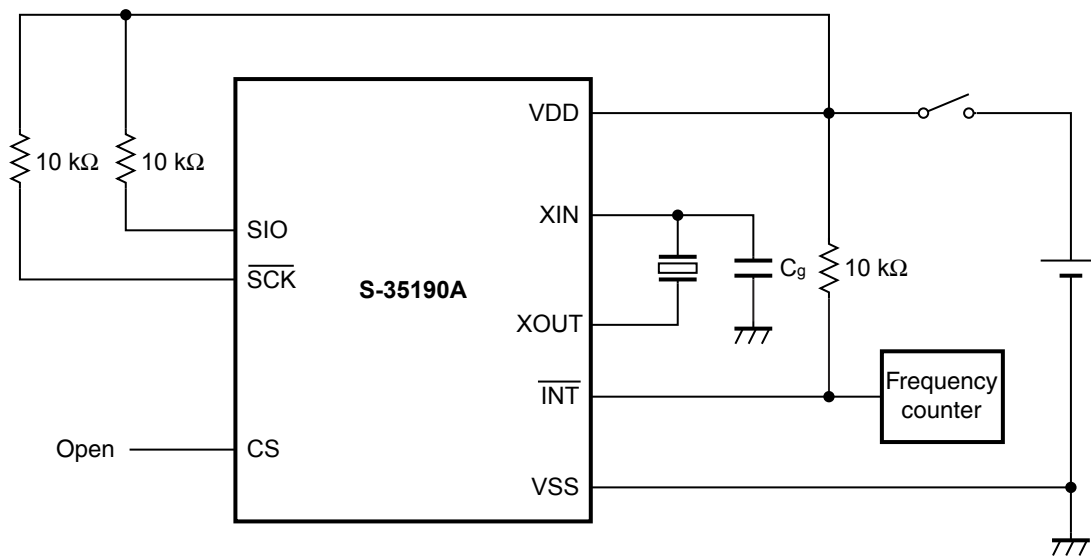 VDD
10 kΩ
10 kΩ
SIO
XIN
SCK
S-35190A
Cg
10 kΩ
XOUT
INT
Frequency
counter
Open
CS
VSS